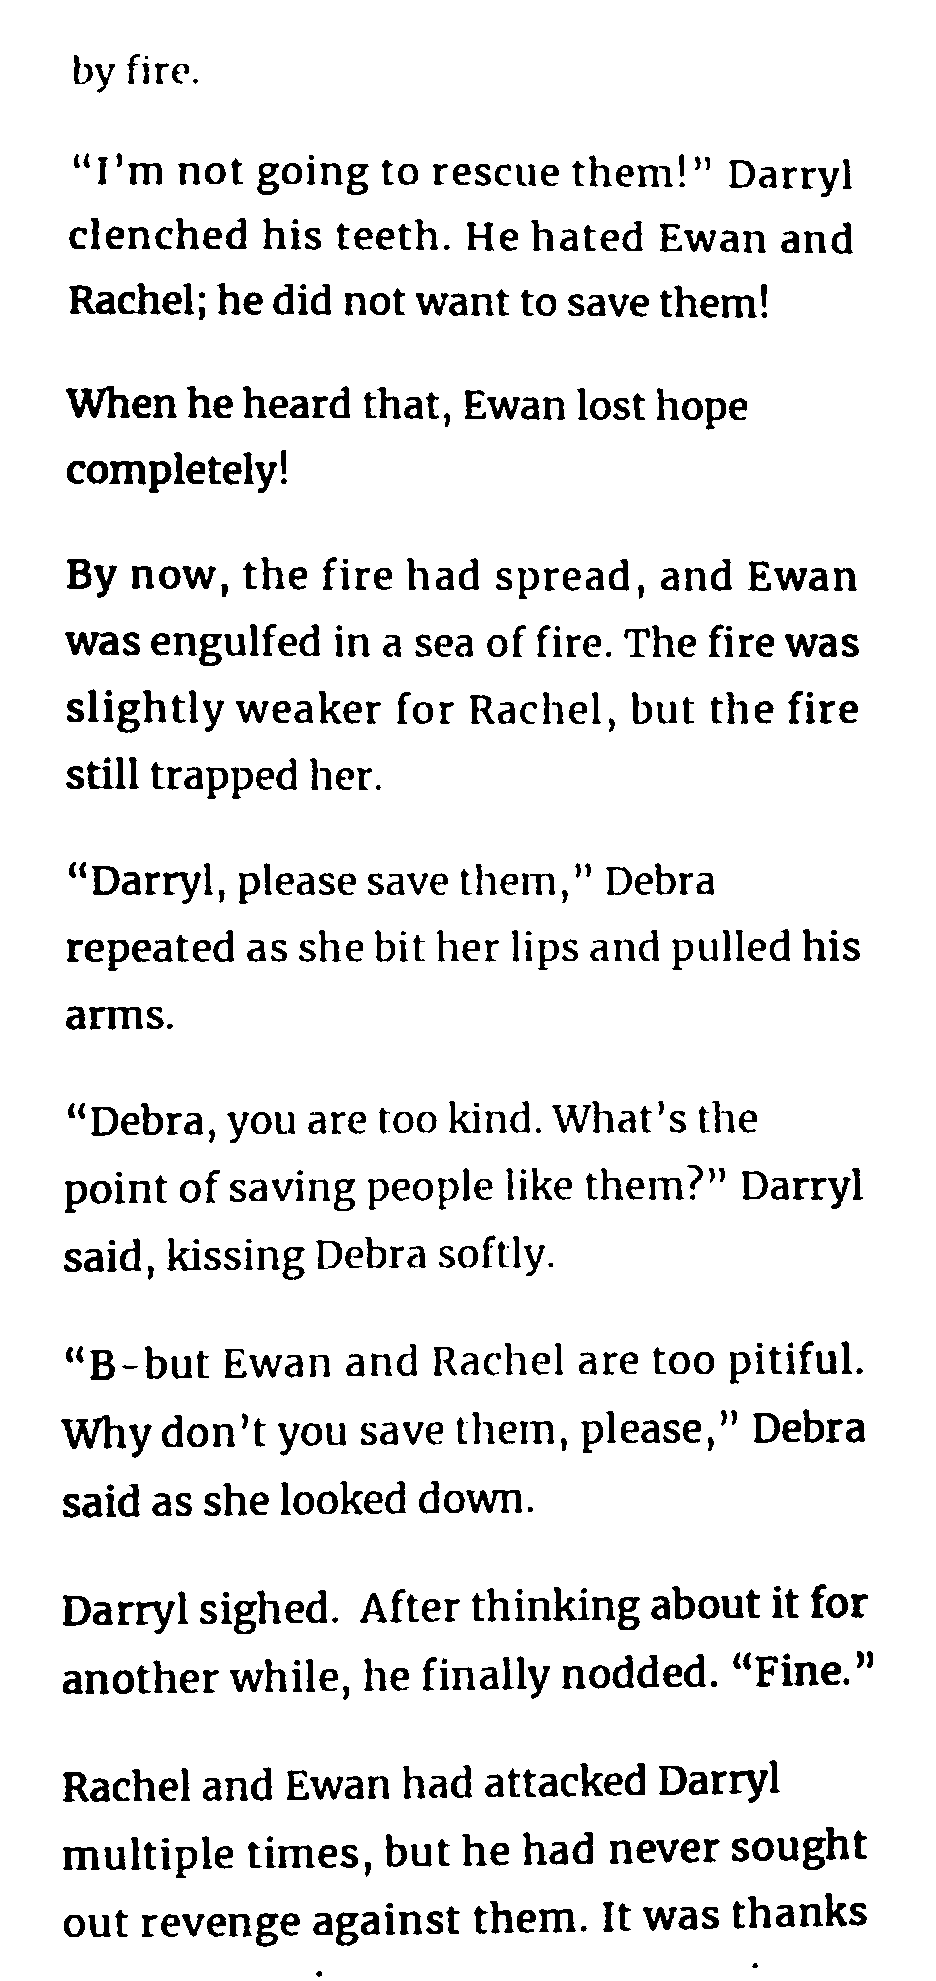 by fire.
“I'm not going to rescue them!” Darryl
clenched his teeth. He hated Ewan and
Rachel; he did not want to save them!
When he heard that, Ewan lost hope
completely!
By now, the fire had spread, and Ewan
was engulfed in a sea of fire. The fire was
slightly weaker for Rachel, but the fire
still trapped her.
“Darryl, please save them,” Debra
repeated as she bit her lips and pulled his
arms.
“Debra, you are too kind. What's the
point of saving people like them?” Darryl
said, kissing Debra softly.
“B-but Ewan and Rachel are too pitiful.
Why don't you save them, please,” Debra
said as she looked down.
Darryl sighed. After thinking about it for
another while, he finally nodded. “Fine.”
Rachel and Ewan had attacked Darryl
multiple times, but he had never sought
out revenge against them. It was thanks